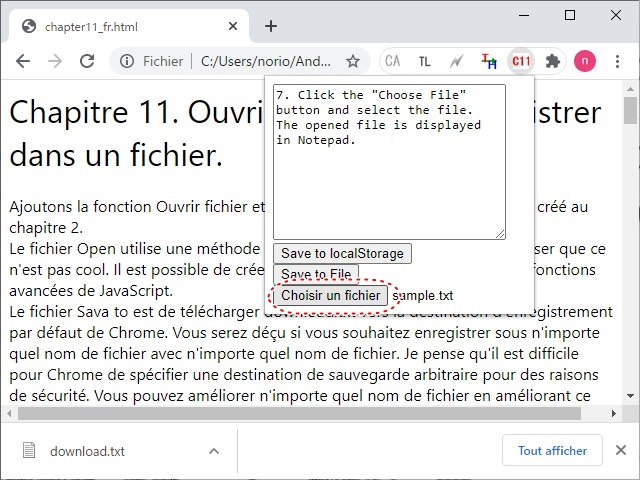 chapter11_fr.html
Fichier
C:/Users/norio/And...
CA
TL
C11
n
Chapitre 11. Ouvri
istrer
dans un fichier.
7. Click the "Choose File"
button and select the file.
The opened file is displayed
in Notepad.
Save to localStorage
Save to File
Choisir un fichier sample.txt
Ajoutons la fonction Ouvrir fichier et
créé au
chapitre 2.
Le fichier Open utilise une méthode
ser que ce
n'est pas cool. Il est possible de crée
fonctions
avancées de JavaScript.
Le fichier Sava to est de télécharger
la destination d'enregistrement
par défaut de Chrome. Vous serez déçu si vous souhaitez enregistrer sous n'importe
quel nom de fichier avec n'importe quel nom de fichier. Je pense qu'il est difficile
pour Chrome de spécifier une destination de sauvegarde arbitraire pour des raisons
de sécurité. Vous pouvez améliorer n'importe quel nom de fichier en améliorant ce
download.txt
Tout afficher